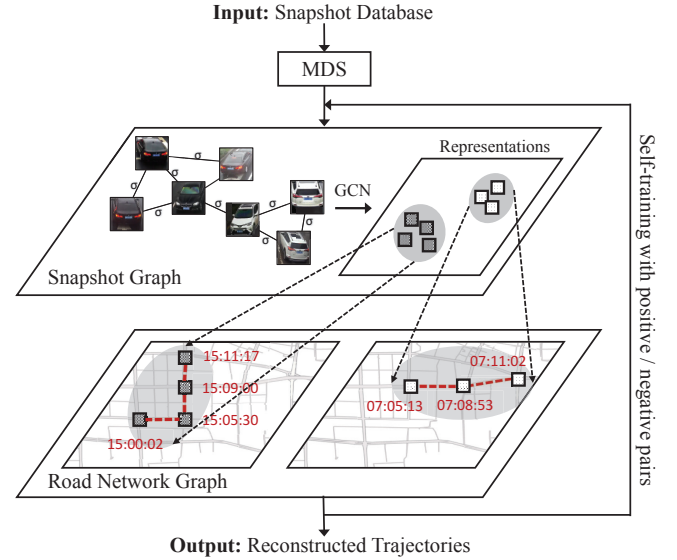 Input: Snapshot Database
MDS
Representations
σ
σ
σ
σ
σ
σ
σ
σ
GCN
Snapshot Graph
Self-training with positive / negative pairs
15:11:17
15:09:00
15:05:30
15:00:02
07:11:02
07:05:13
07:08:53
Road Network Graph
Output: Reconstructed Trajectories